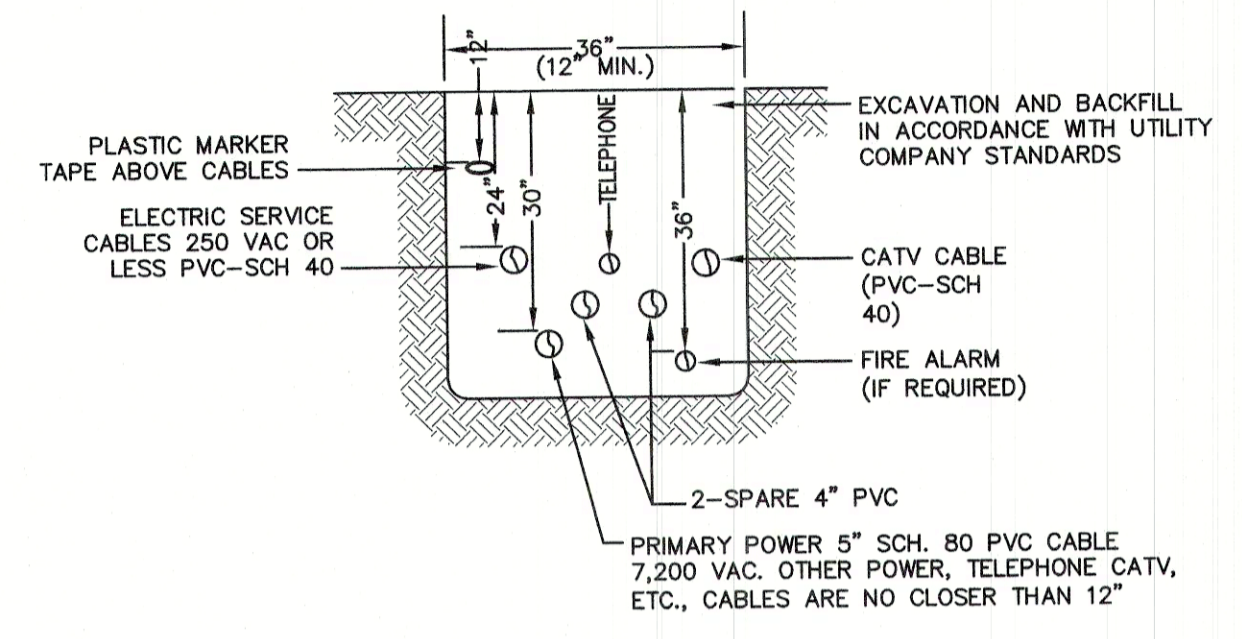 12"
36"
(12" MIN.)
EXCAVATION AND BACKFILL
IN ACCORDANCE WITH UTILITY
COMPANY STANDARDS
PLASTIC MARKER
TAPE ABOVE CABLES
24"
30"
TELEPHONE
36"
ELECTRIC SERVICE
CABLES 250 VAC OR
LESS PVC-SCH 40
CATV CABLE
(PVC-SCH
40)
FIRE ALARM
(IF REQUIRED)
2-SPARE 4" PVC
PRIMARY POWER 5" SCH. 80 PVC CABLE
7,200 VAC. OTHER POWER, TELEPHONE CATV,
ETC., CABLES ARE NO CLOSER THAN 12"